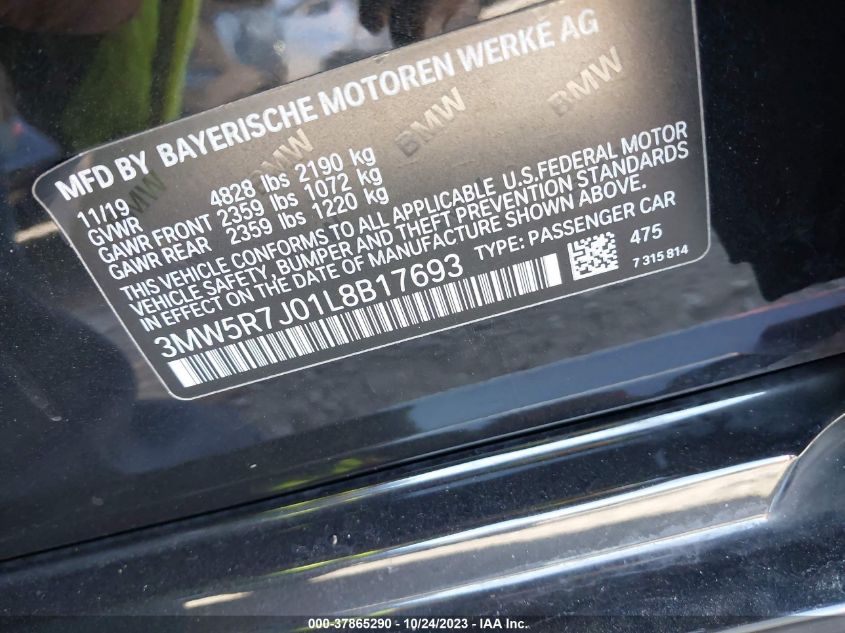 MFD BY BAYERISCHE MOTOREN WERKE AG
11/19
GVWR 4828 lbs 2190 kg
GAWR FRONT 2359 lbs 1072 kg
GAWR REAR 2359 lbs 1220 kg
THIS VEHICLE CONFORMS TO ALL APPLICABLE U.S.FEDERAL MOTOR
VEHICLE SAFETY, BUMPER AND THEFT PREVENTION STANDARDS
IN EFFECT ON THE DATE OF MANUFACTURE SHOWN ABOVE.
3MW5R7J01L8B17693 TYPE: PASSENGER CAR
475
7 315 814
BMW BMW BMW BMW
000-37865290 - 10/24/2023 - IAA Inc.